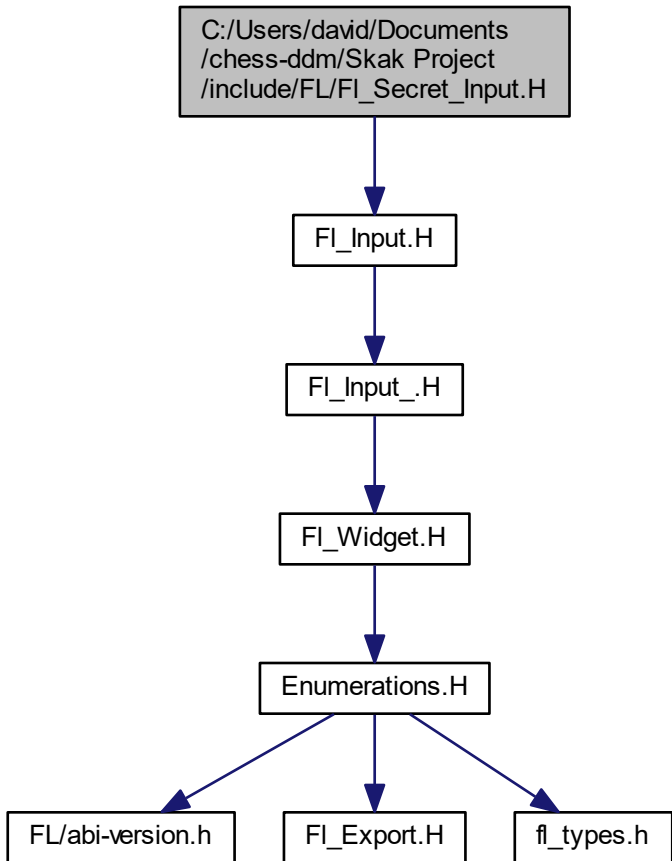 C:/Users/david/Documents
/chess-ddm/Skak Project
/include/FL/Fl_Secret_Input.H
Fl_Input.H
Fl_Input_.H
Fl_Widget.H
Enumerations.H
FL/abi-version.h
Fl_Export.H
fl_types.h